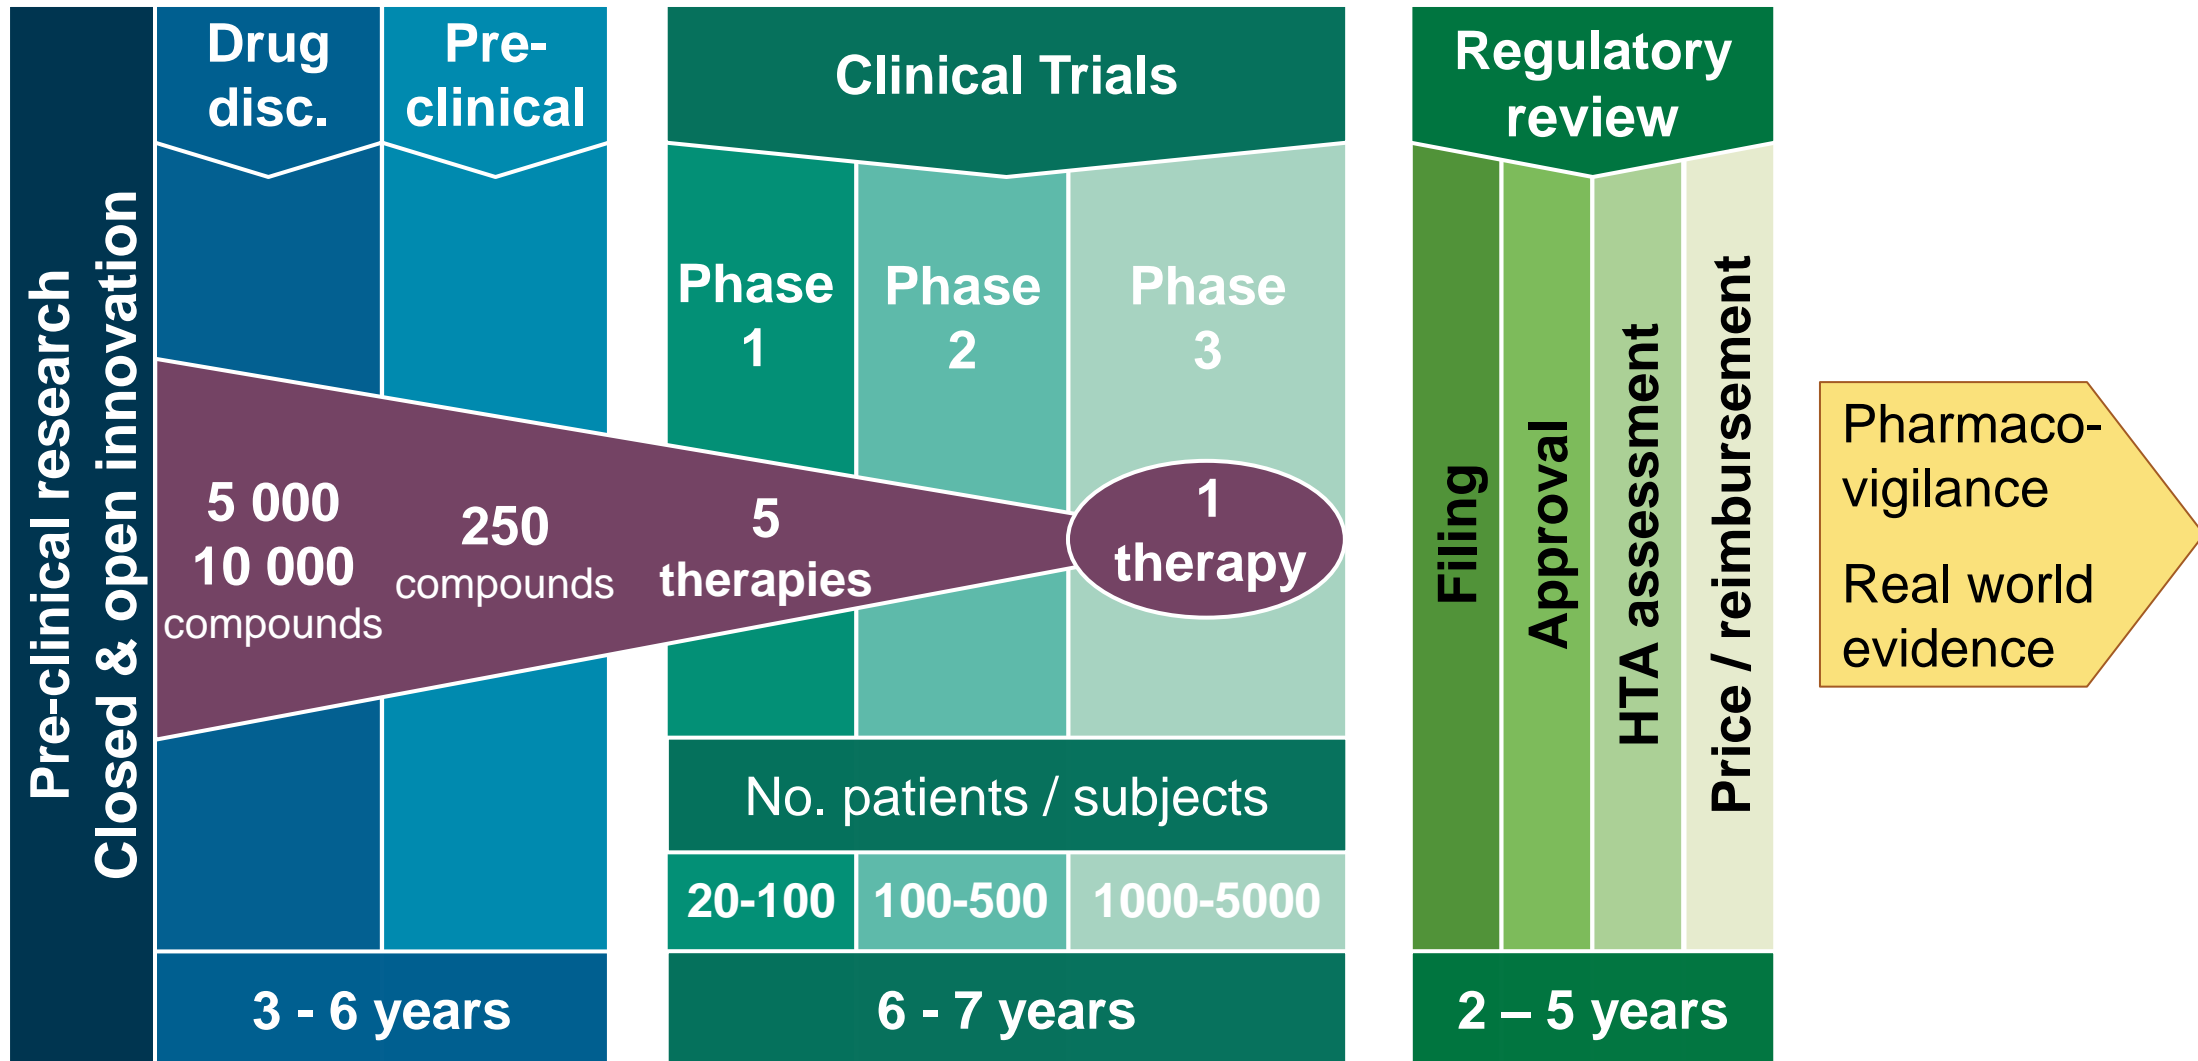 Pre-clinical research
Closed & open innovation
Drug
disc.
Pre-
clinical
5 000
10 000
compounds
250
compounds
3 - 6 years
Clinical Trials
Phase
1
Phase
2
Phase
3
5
therapies
1
therapy
No. patients / subjects
20-100
100-500
1000-5000
6 - 7 years
Regulatory
review
Filing
Approval
HTA assessment
Price / reimbursement
2 – 5 years
Pharmaco-
vigilance
Real world
evidence